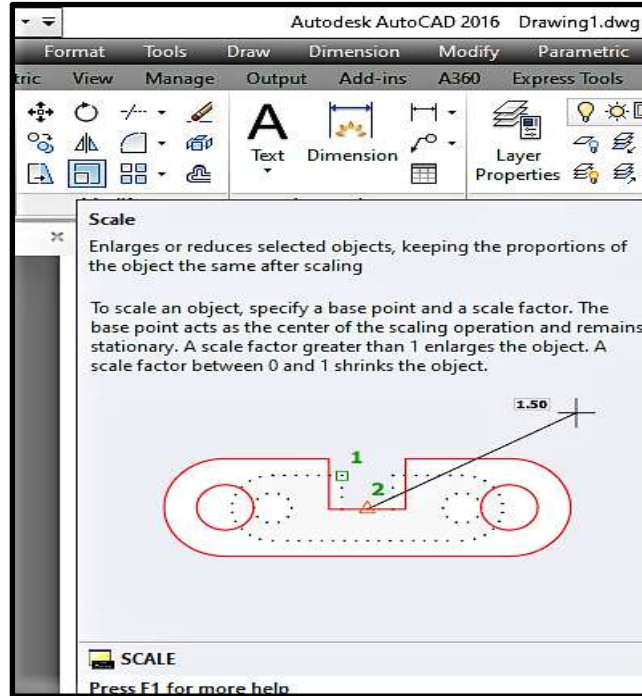 Autodesk AutoCAD 2016 Drawing1.dwg
Format Tools Draw Dimension Modify Parametric
tric View Manage Output Add-ins A360 Express Tools
A
Text Dimension Layer
Properties
Scale
Enlarges or reduces selected objects, keeping the proportions of
the object the same after scaling
To scale an object, specify a base point and a scale factor. The
base point acts as the center of the scaling operation and remains
stationary. A scale factor greater than 1 enlarges the object. A
scale factor between 0 and 1 shrinks the object.
1.50
1
2
SCALE
Press F1 for more help